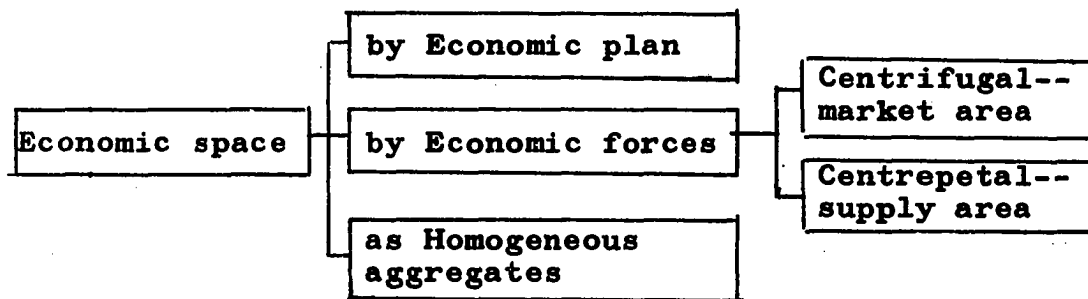 by Economic plan
Centrifugal--
market area
Economic space
by Economic forces
Centrepetal--
supply area
as Homogeneous
aggregates